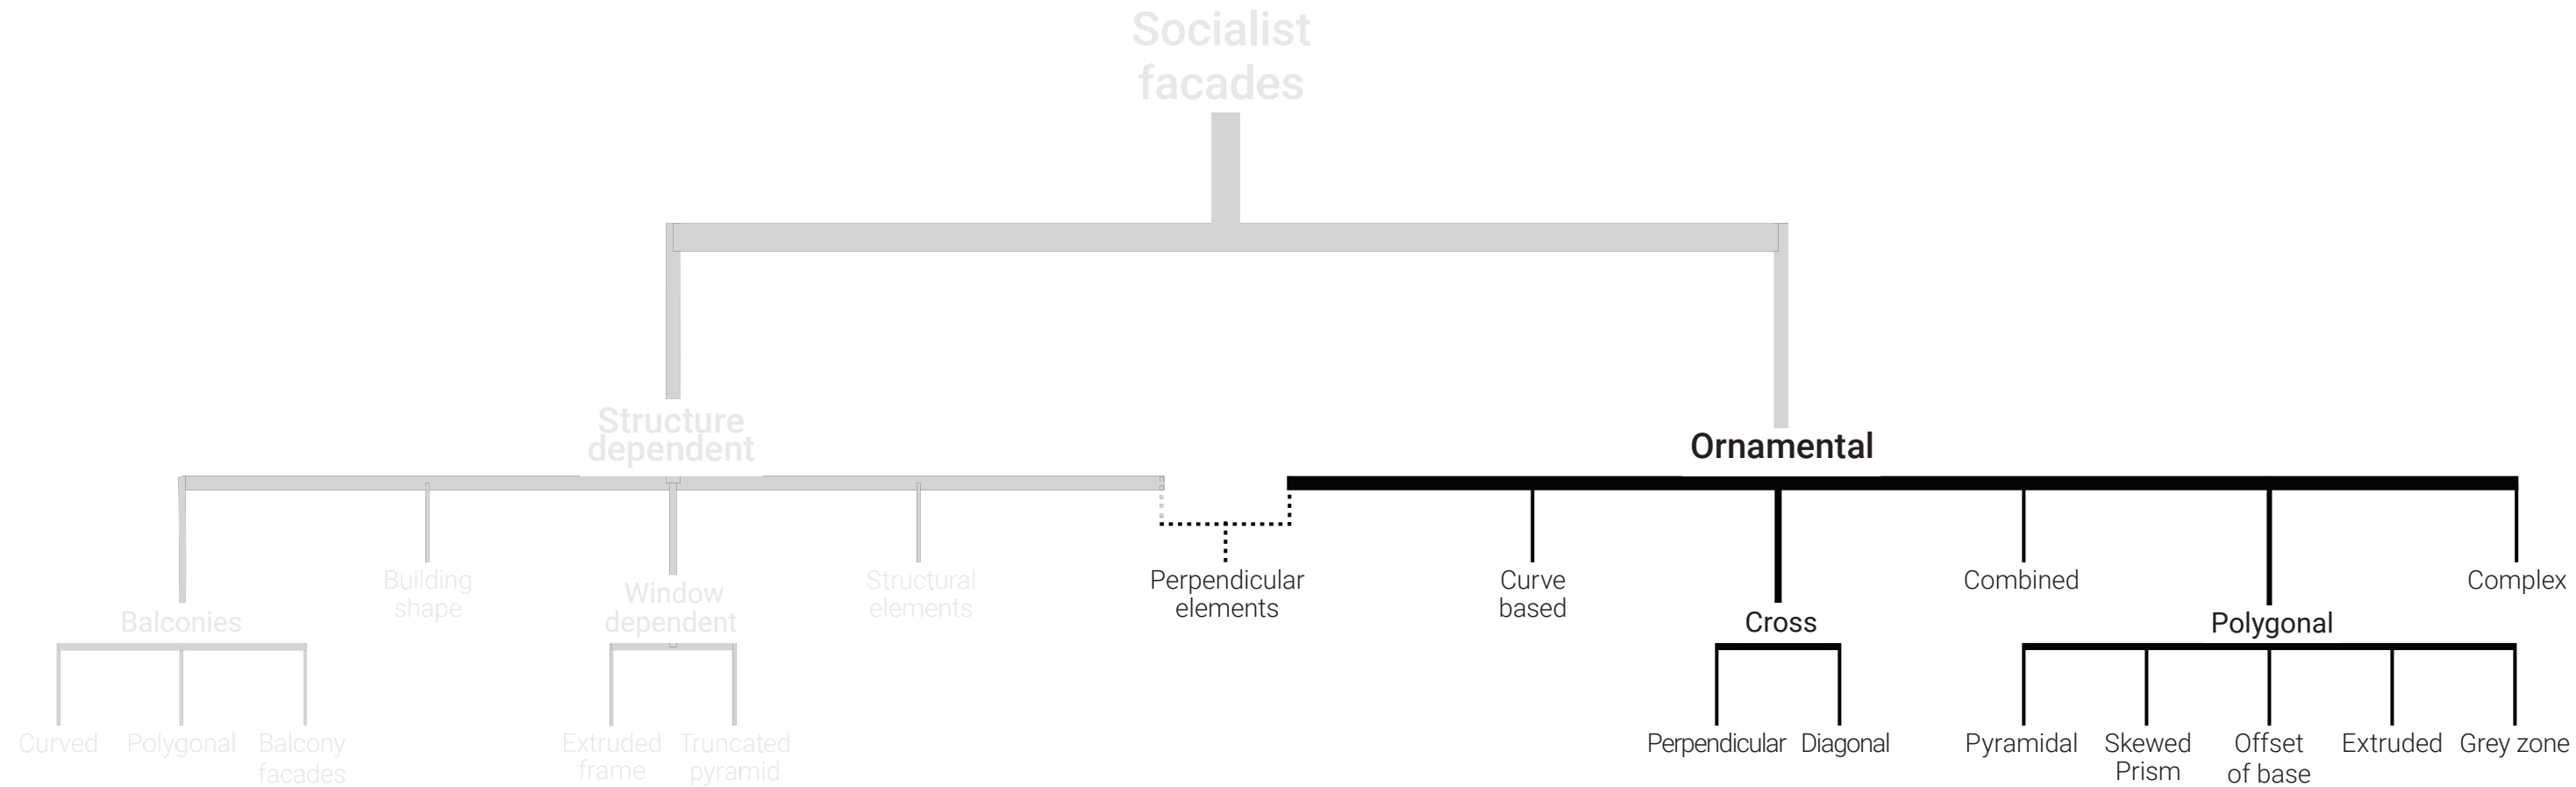 Socialist
facades
Structure
dependent
Ornamental
Balconies
Building
shape
Window
dependent
Structural
elements
Perpendicular
elements
Curve
based
Cross
Combined
Polygonal
Complex
Curved
Polygonal
Balcony
facades
Extruded
frame
Truncated
pyramid
Perpendicular
Diagonal
Pyramidal
Skewed
Prism
Offset
of base
Extruded
Grey zone